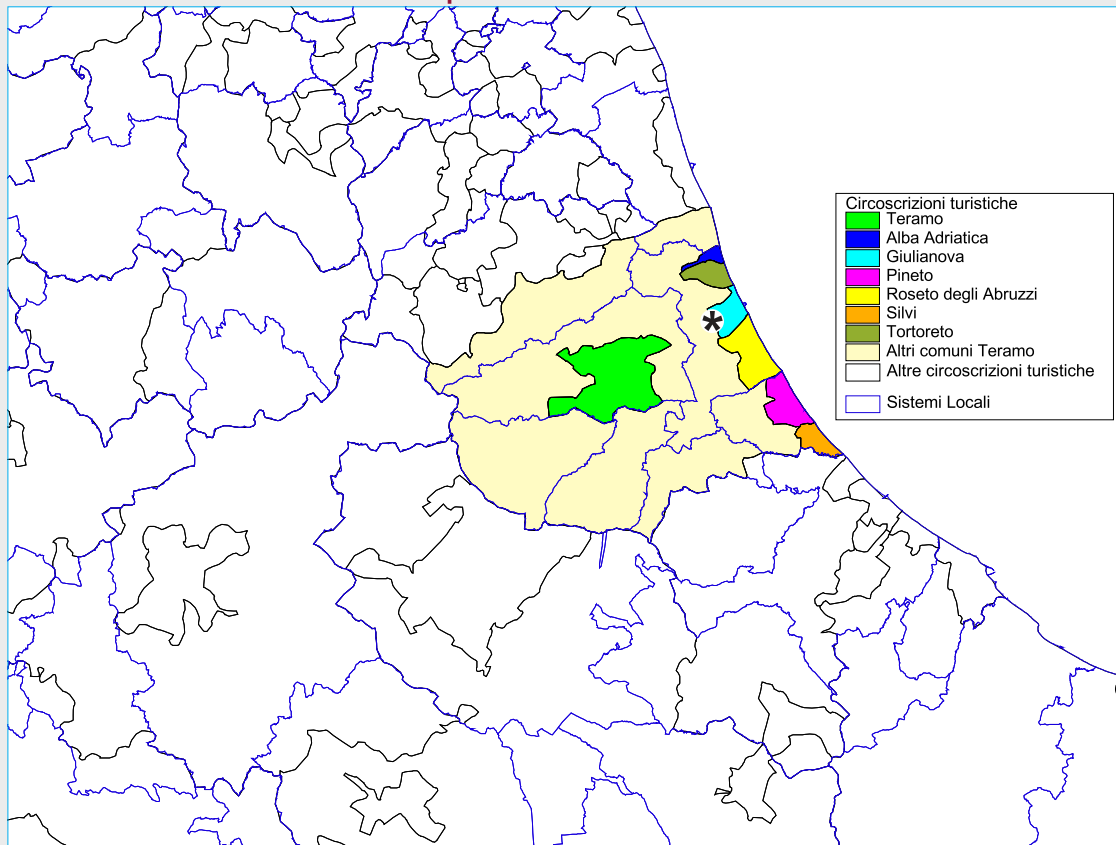 Circoscrizioni turistiche
Teramo
Alba Adriatica
Giulianova
Pineto
Roseto degli Abruzzi
Silvi
Tortoreto
Altri comuni Teramo
Altre circoscrizioni turistiche
Sistemi Locali
*